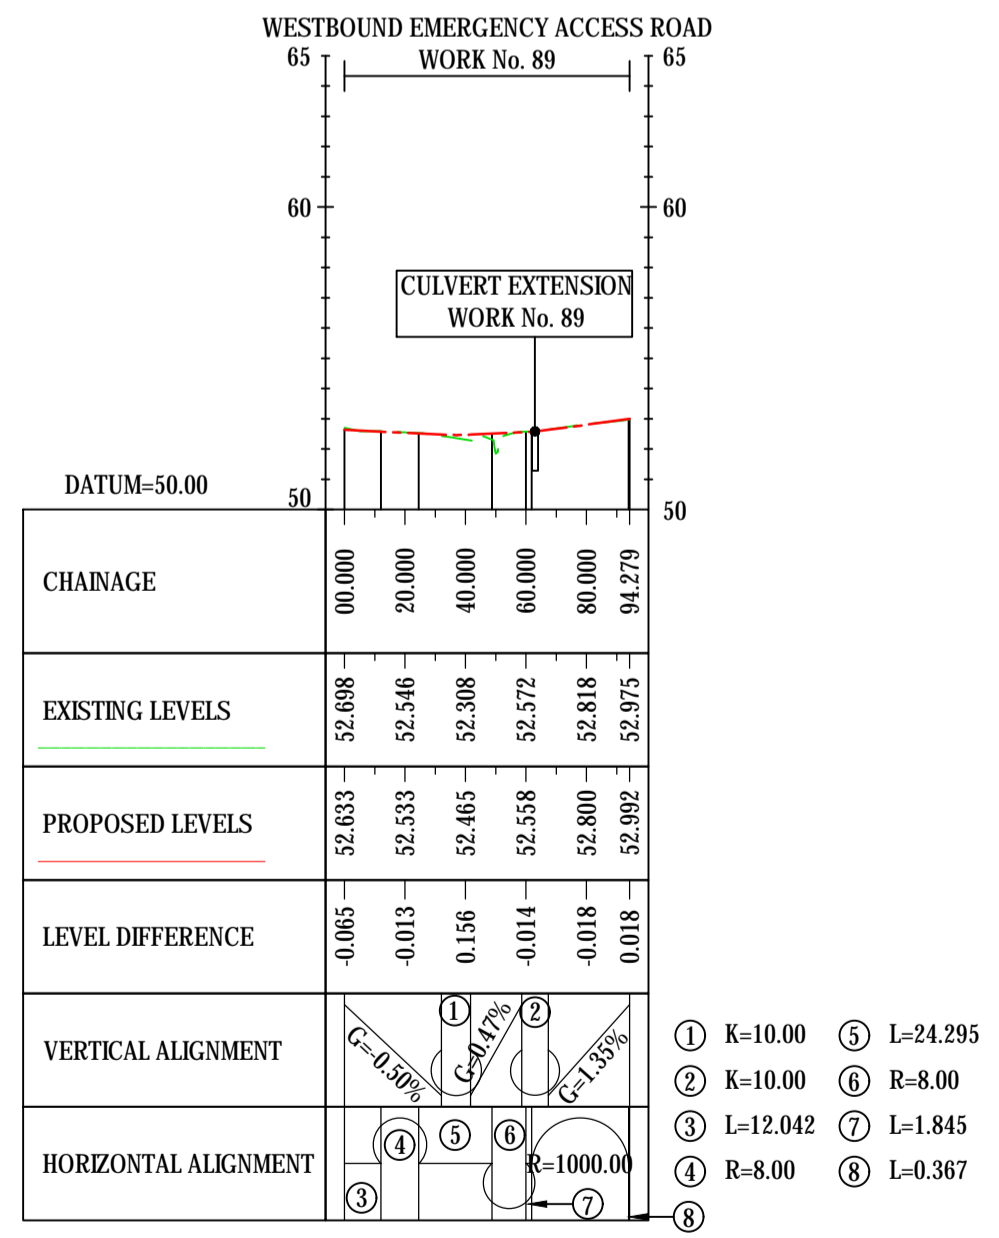 WESTBOUND EMERGENCY ACCESS ROAD
WORK No. 89
65
65
60
60
CULVERT EXTENSION
WORK No. 89
DATUM=50.00
50
50
CHAINAGE
00.000
20.000
40.000
60.000
80.000
94.279
EXISTING LEVELS
52.698
52.546
52.308
52.572
52.818
52.975
PROPOSED LEVELS
52.633
52.533
52.465
52.558
52.800
52.992
LEVEL DIFFERENCE
-0.065
-0.013
0.156
-0.014
-0.018
0.018
VERTICAL ALIGNMENT
G=-0.50%
1
G=0.47%
2
G=1.35%
HORIZONTAL ALIGNMENT
3
4
5
6
R=1000.00
7
8
1 K=10.00
2 K=10.00
3 L=12.042
4 R=8.00
5 L=24.295
6 R=8.00
7 L=1.845
8 L=0.367